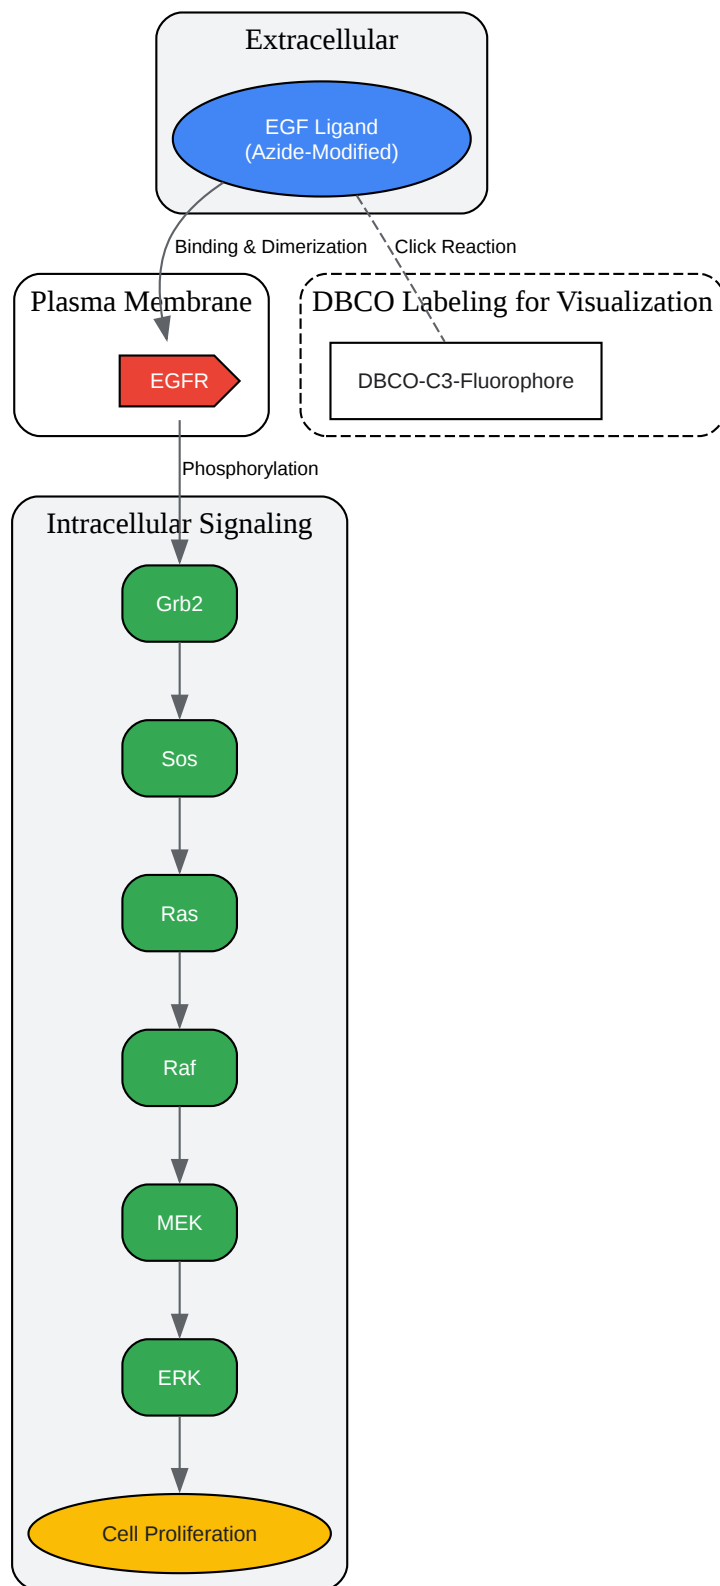 Extracellular
EGF Ligand
(Azide-Modified)
Binding & Dimerization
Click Reaction
Plasma Membrane
DBCO Labeling for Visualization
EGFR
DBCO-C3-Fluorophore
Phosphorylation
Intracellular Signaling
Grb2
Sos
Ras
Raf
MEK
ERK
Cell Proliferation